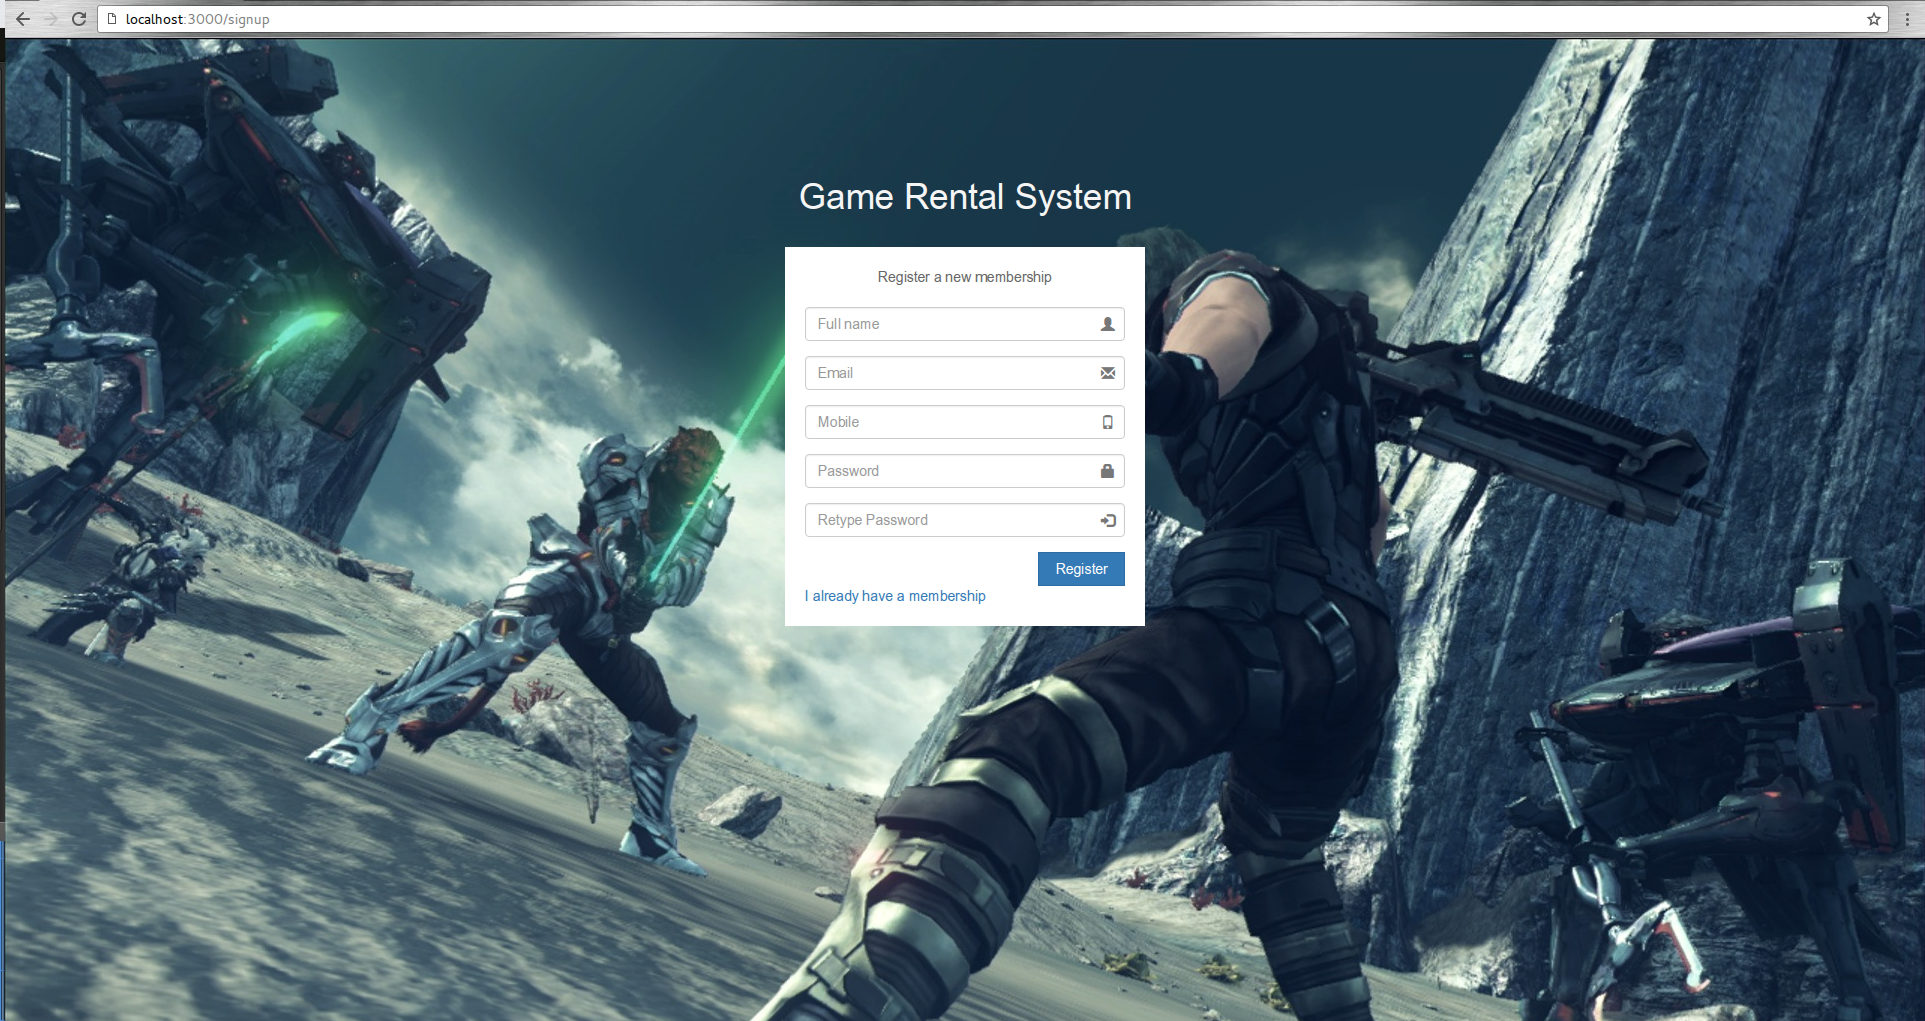 localhost:3000/signup
Game Rental System
Register a new membership
Full name
Email
Mobile
Password
Retype Password
Register
I already have a membership